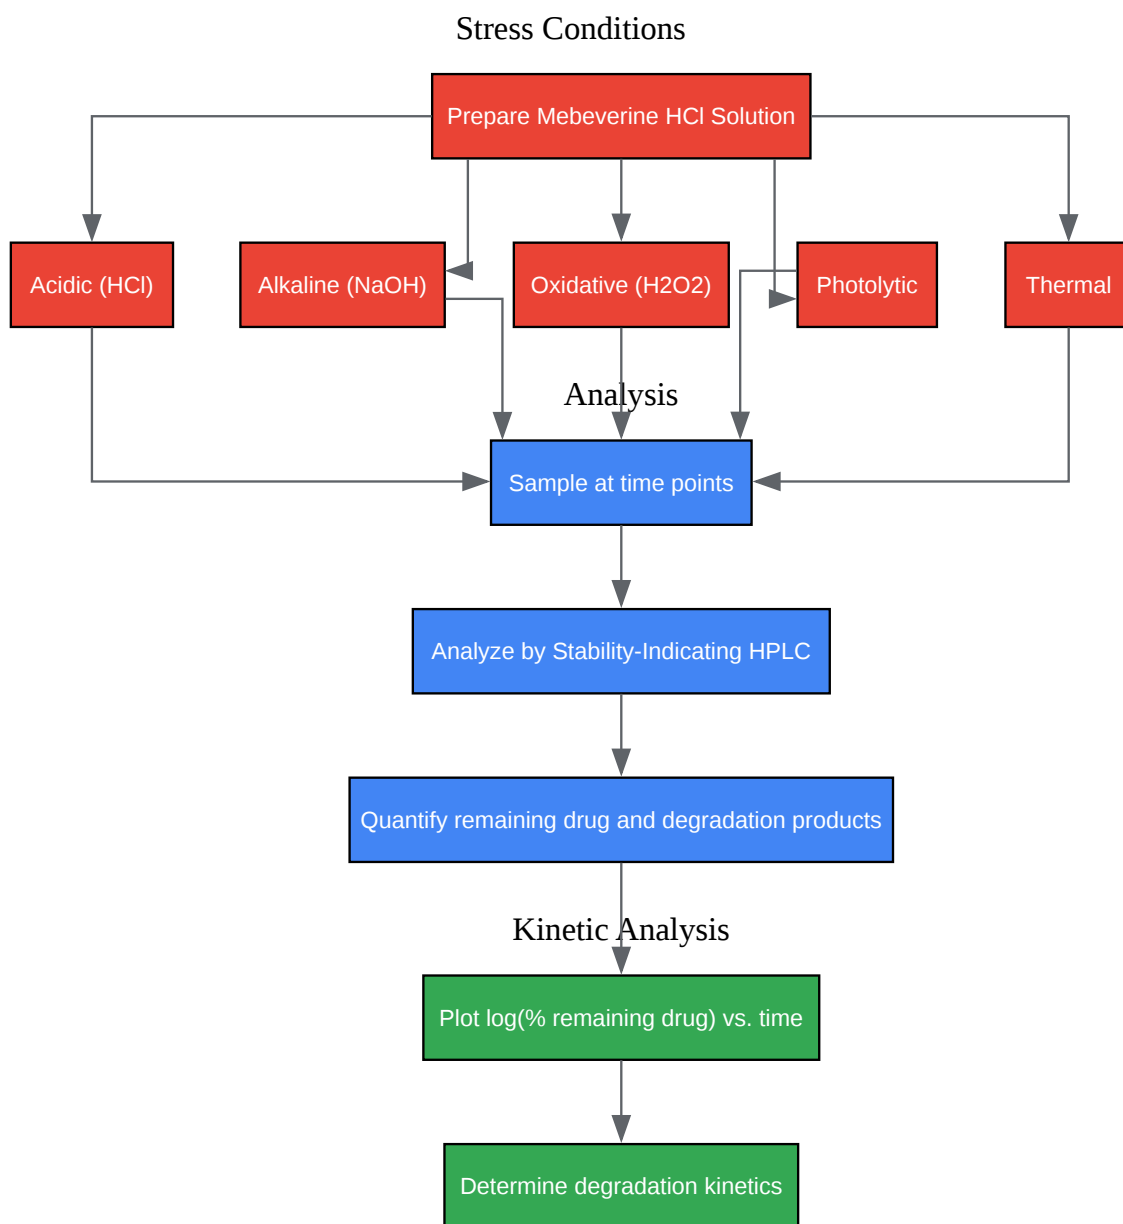 Stress Conditions
Prepare Mebeverine HCl Solution
Acidic (HCl)
Alkaline (NaOH)
Oxidative (H2O2)
Photolytic
Thermal
Analysis
Sample at time points
Analyze by Stability-Indicating HPLC
Quantify remaining drug and degradation products
Kinetic Analysis
Plot log(% remaining drug) vs. time
Determine degradation kinetics